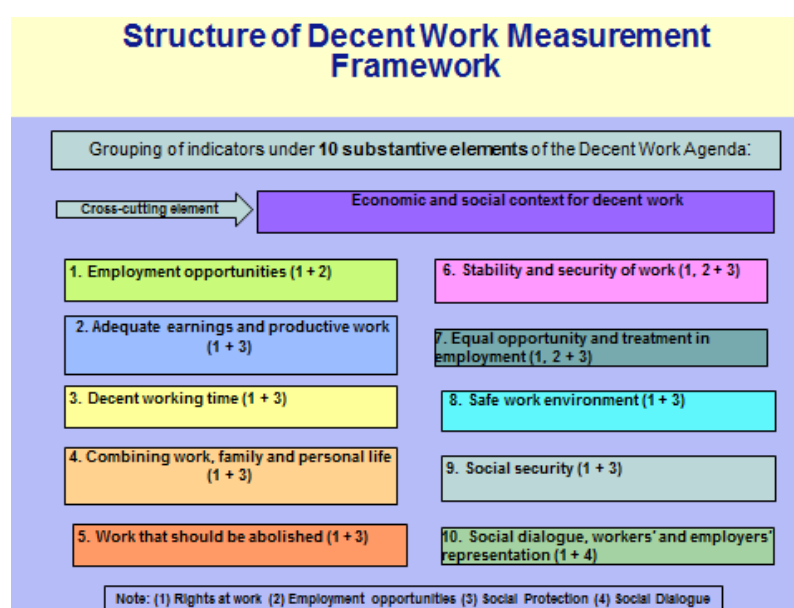 Structure of Decent Work Measurement
Framework
Grouping of indicators under 10 substantive elements of the Decent Work Agenda:
Cross-cutting element
Economic and social context for decent work
1. Employment opportunities (1 + 2)
2. Adequate earnings and productive work
(1 + 3)
3. Decent working time (1 + 3)
4. Combining work, family and personal life
(1 + 3)
5. Work that should be abolished (1 + 3)
6. Stability and security of work (1, 2 + 3)
7. Equal opportunity and treatment in
employment (1, 2 + 3)
8. Safe work environment (1 + 3)
9. Social security (1 + 3)
10. Social dialogue, workers' and employers'
representation (1 + 4)
Note: (1) Rights at work (2) Employment opportunities (3) Social Protection (4) Social Dialogue